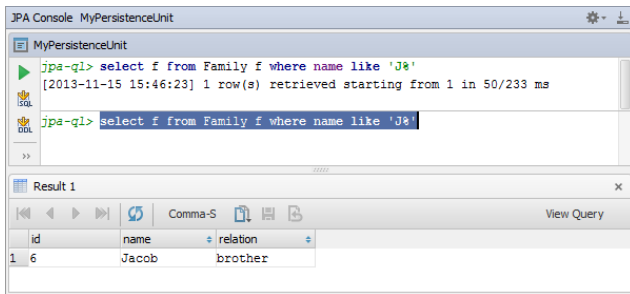 JPA Console MyPersistenceUnit
MyPersistenceUnit
jpa-ql> select f from Family f where name like 'J%'
[2013-11-15 15:46:23] 1 row(s) retrieved starting from 1 in 50/233 ms
SQL
jpa-ql> select f from Family f where name like 'J%'
DDL
Result 1
Comma-S View Query
id name relation
1 6 Jacob brother